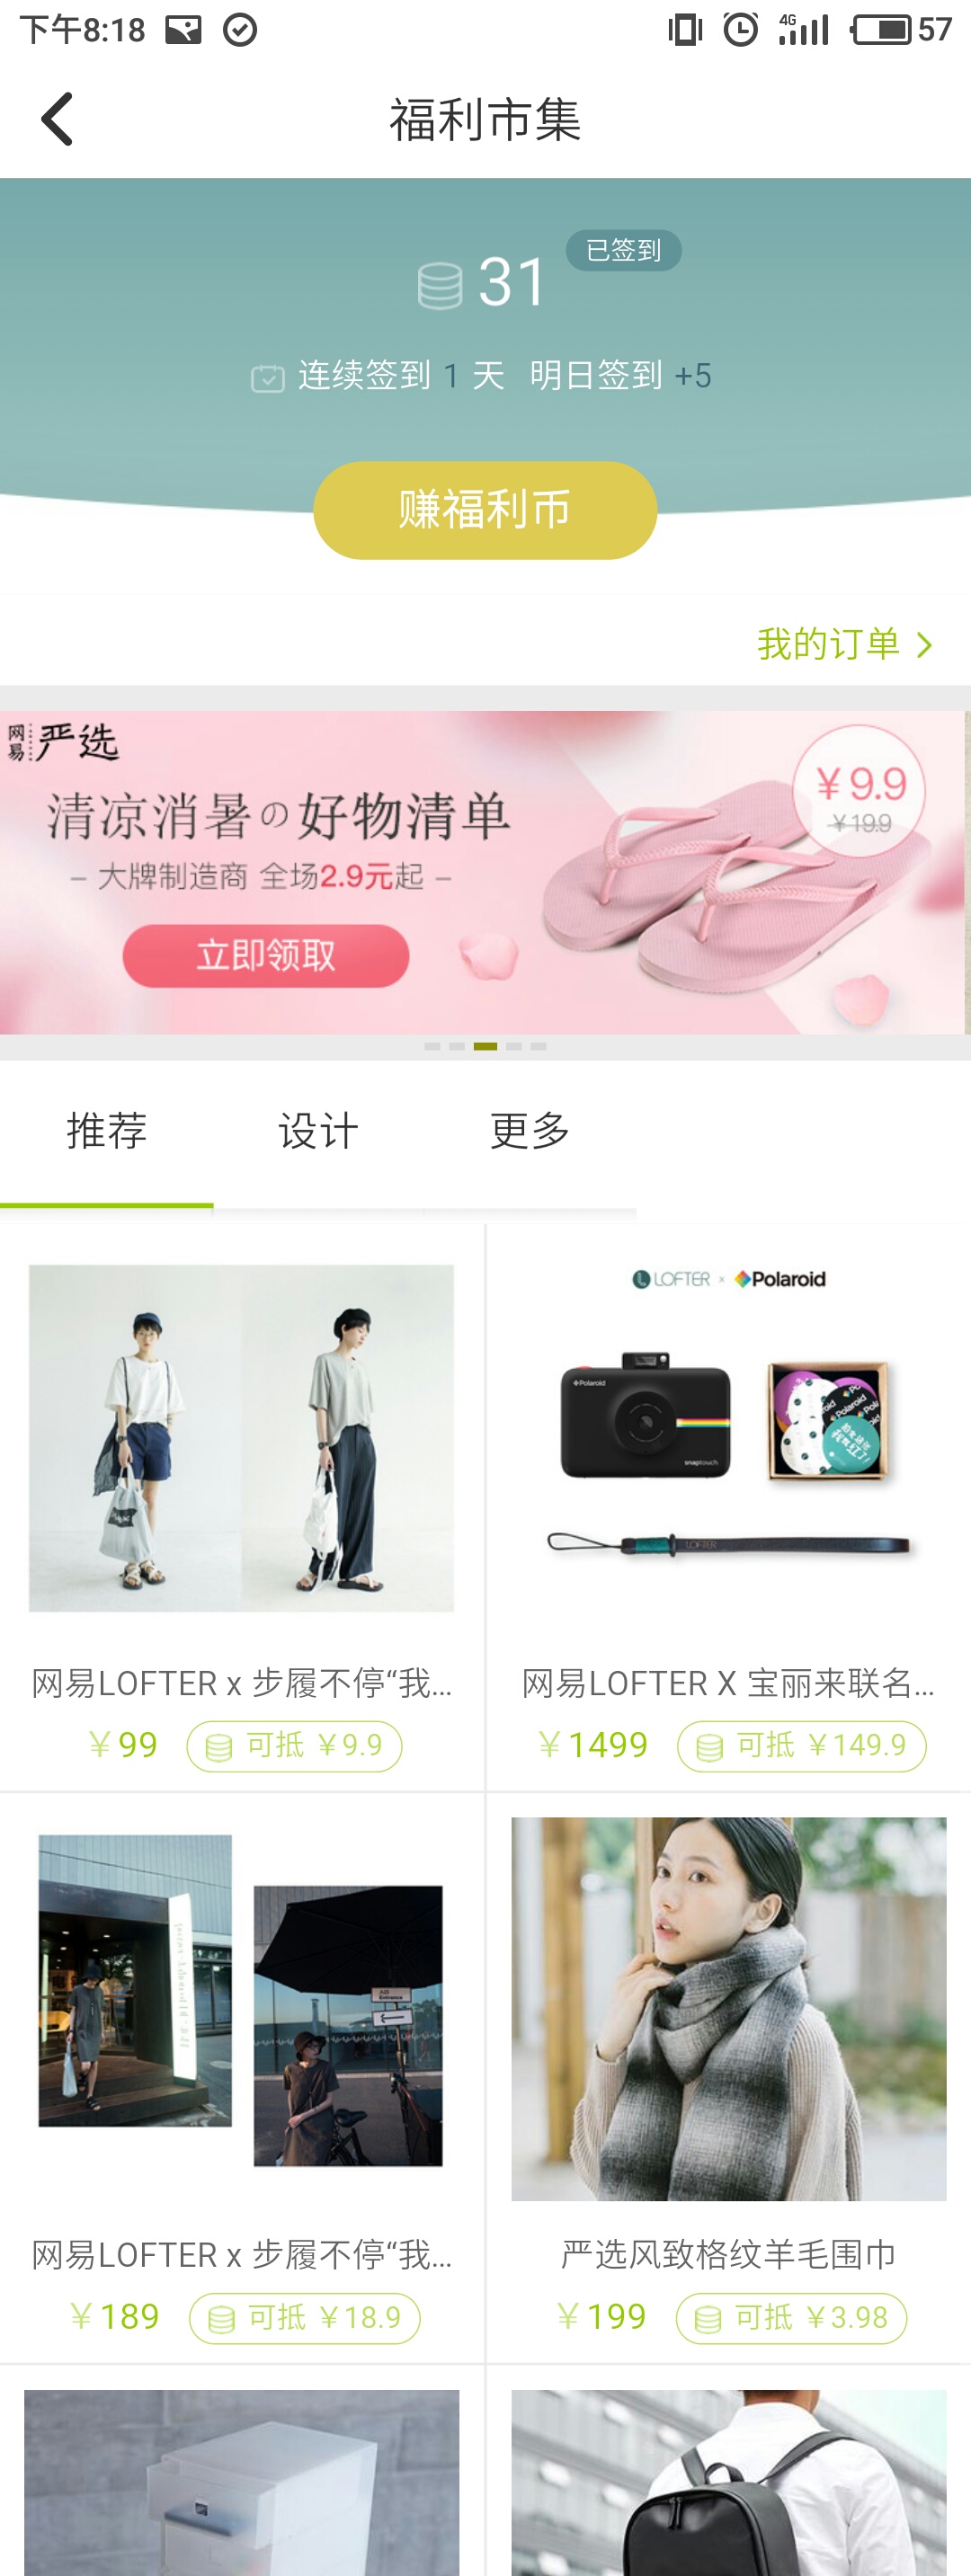 下午8:18 4G 57
福利市集
31 已签到
连续签到 1 天 明日签到 +5
赚福利币
我的订单
网易 严选
清凉消暑の好物清单
– 大牌制造商 全场2.9元起 –
立即领取
￥9.9
￥19.9
推荐 设计 更多
LOFTER × Polaroid
Polaroid
snaptouch
LOFTER
网易LOFTER x 步履不停“我...
￥99 可抵 ￥9.9
网易LOFTER X 宝丽来联名...
￥1499 可抵 ￥149.9
A03
Entrance
网易LOFTER x 步履不停“我...
￥189 可抵 ￥18.9
严选风致格纹羊毛围巾
￥199 可抵 ￥3.98